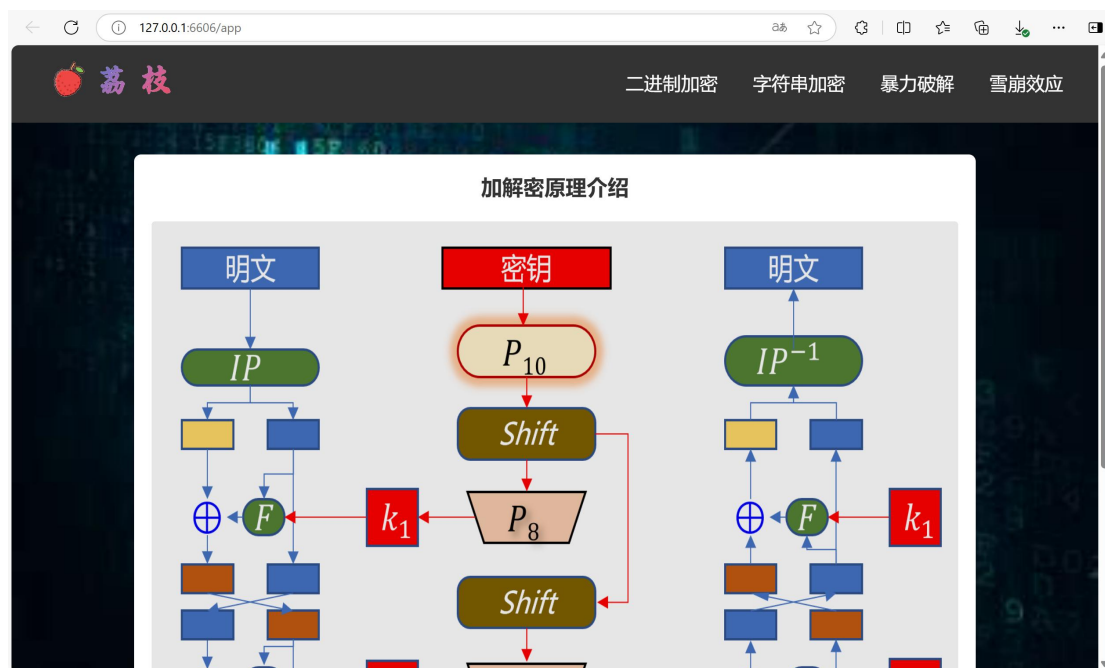 127.0.0.1:6606/app
荔枝
二进制加密 字符串加密 暴力破解 雪崩效应
加解密原理介绍
明文 密钥 明文
IP P₁₀ IP⁻¹
Shift
F k₁ P₈ F k₁
Shift